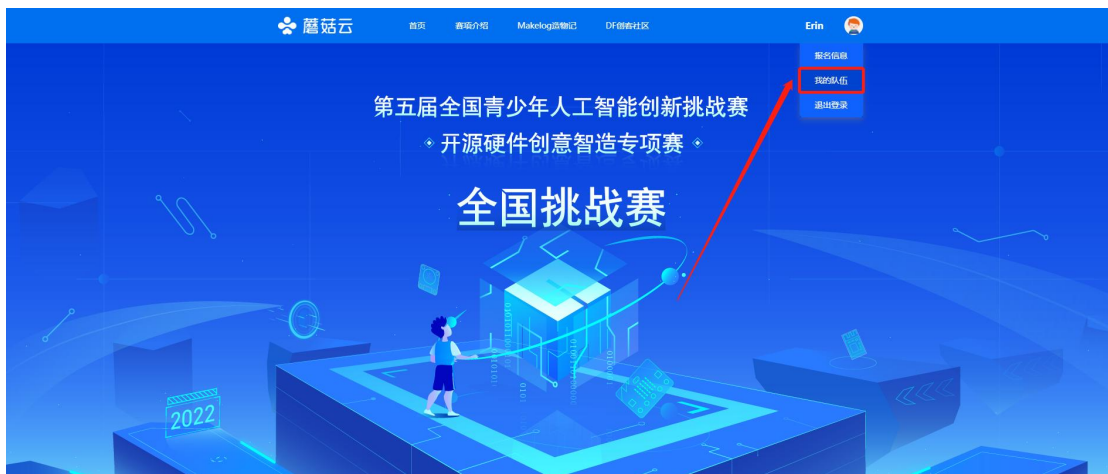 蘑菇云 首页 赛项介绍 Makelog造物记 DF创客社区 Erin
报名信息
我的队伍
退出登录
第五届全国青少年人工智能创新挑战赛
开源硬件创意智造专项赛
全国挑战赛
2022